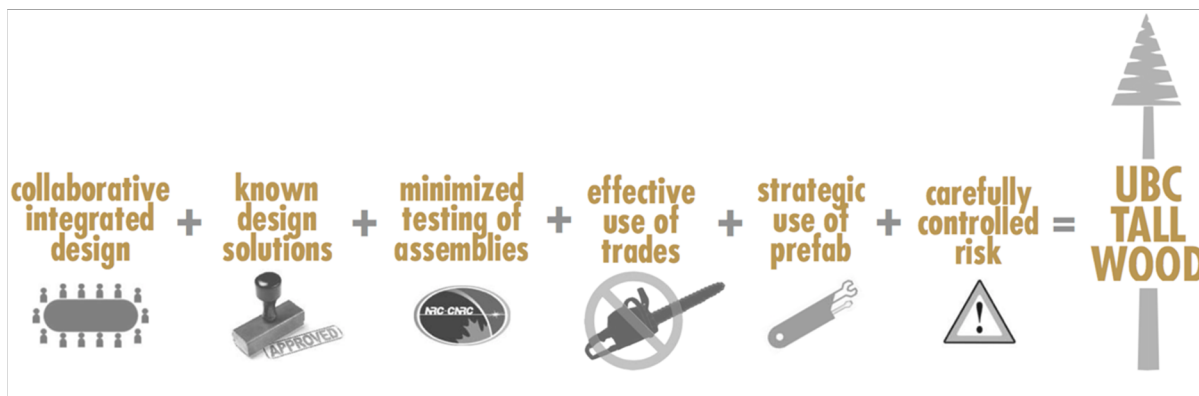 collaborative
integrated
design
+
known
design
solutions
APPROVED
+
minimized
testing of
assemblies
NRC·CNRC
+
effective
use of
trades
+
strategic
use of
prefab
+
carefully
controlled
risk
!
=
UBC
TALL
WOOD